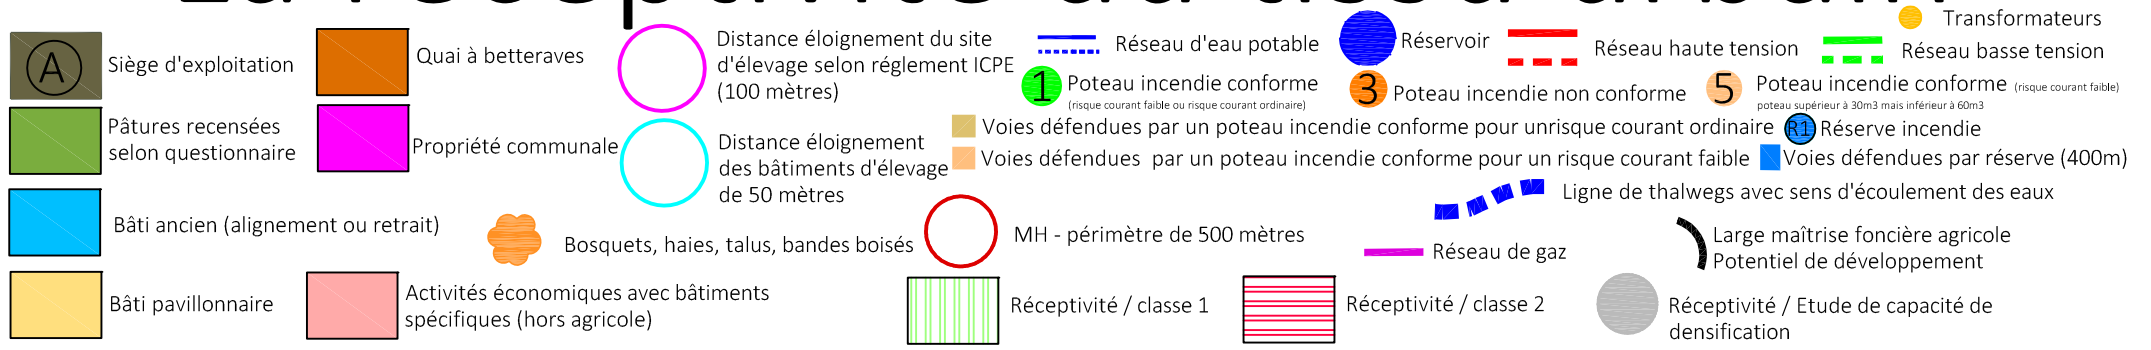 La réceptivité du tissu urbain
A
Siège d'exploitation
Pâtures recensées
selon questionnaire
Bâti ancien (alignement ou retrait)
Bâti pavillonnaire
Quai à betteraves
Propriété communale
Bosquets, haies, talus, bandes boisés
Activités économiques avec bâtiments
spécifiques (hors agricole)
Distance éloignement du site
d'élevage selon réglement ICPE
(100 mètres)
Distance éloignement
des bâtiments d'élevage
de 50 mètres
Réseau d'eau potable
Réservoir
Réseau haute tension
Transformateurs
Réseau basse tension
1
Poteau incendie conforme
(risque courant faible ou risque courant ordinaire)
3
Poteau incendie non conforme
5
Poteau incendie conforme (risque courant faible)
poteau supérieur à 30m3 mais inférieur à 60m3
Voies défendues par un poteau incendie conforme pour unrisque courant ordinaire
R1
Réserve incendie
Voies défendues par un poteau incendie conforme pour un risque courant faible
Voies défendues par réserve (400m)
Ligne de thalwegs avec sens d'écoulement des eaux
MH - périmètre de 500 mètres
Réseau de gaz
Large maîtrise foncière agricole
Potentiel de développement
Réceptivité / classe 1
Réceptivité / classe 2
Réceptivité / Etude de capacité de
densification